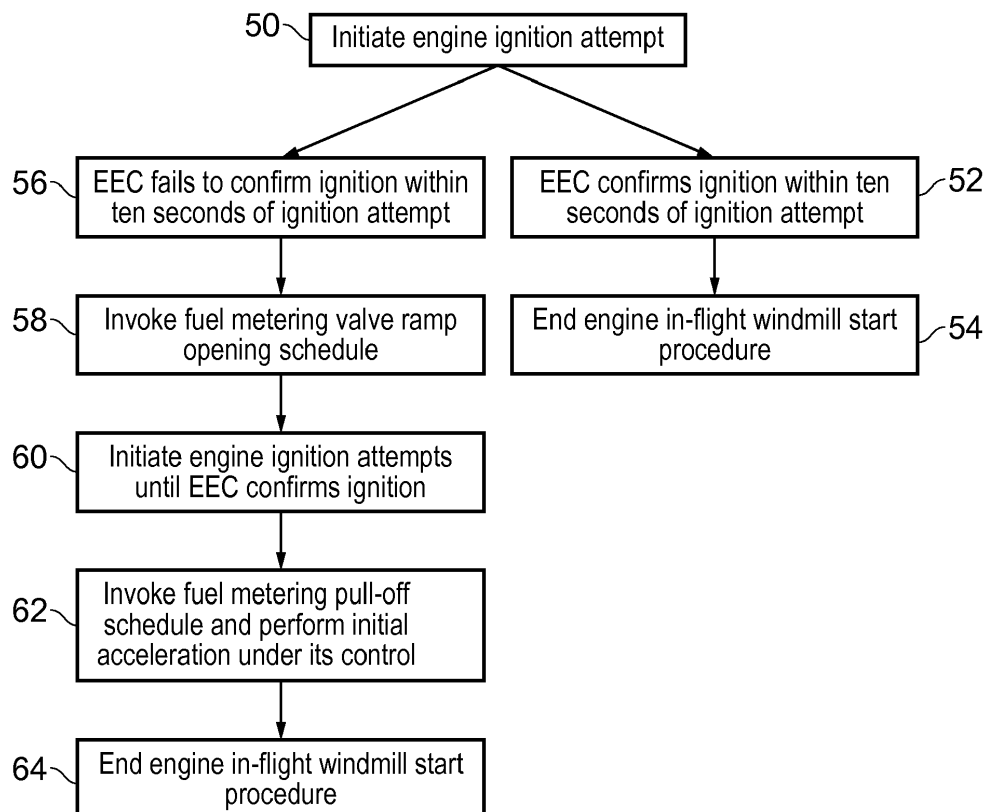 50
Initiate engine ignition attempt
56
EEC fails to confirm ignition within
ten seconds of ignition attempt
EEC confirms ignition within ten
seconds of ignition attempt
52
58
Invoke fuel metering valve ramp
opening schedule
End engine in-flight windmill start
procedure
54
60
Initiate engine ignition attempts
until EEC confirms ignition
62
Invoke fuel metering pull-off
schedule and perform initial
acceleration under its control
64
End engine in-flight windmill start
procedure